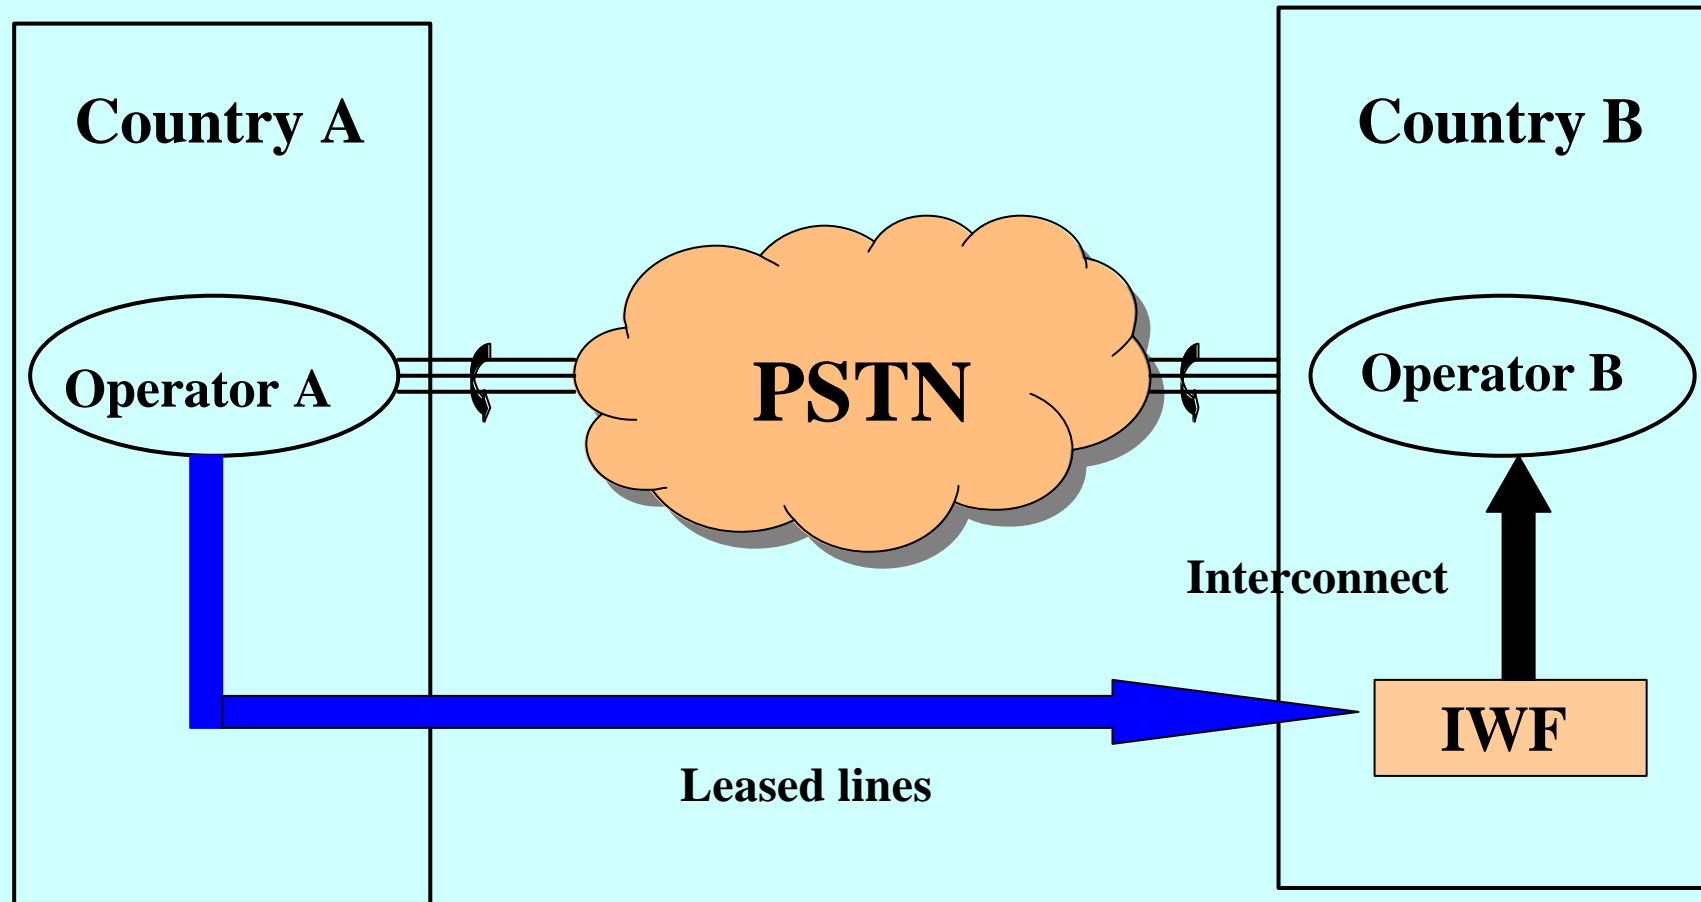 Country A
Country B
Operator A
PSTN
Operator B
Interconnect
IWF
Leased lines